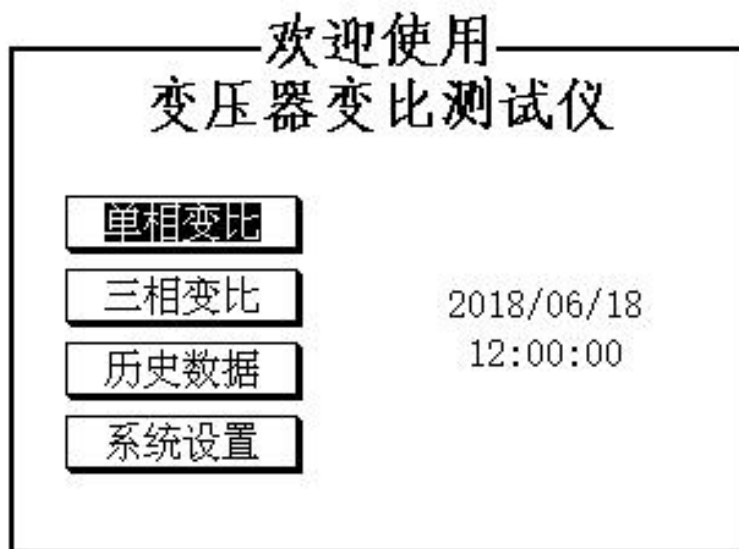 欢迎使用
变压器变比测试仪
单相变比
三相变比
历史数据
系统设置
2018/06/18
12:00:00